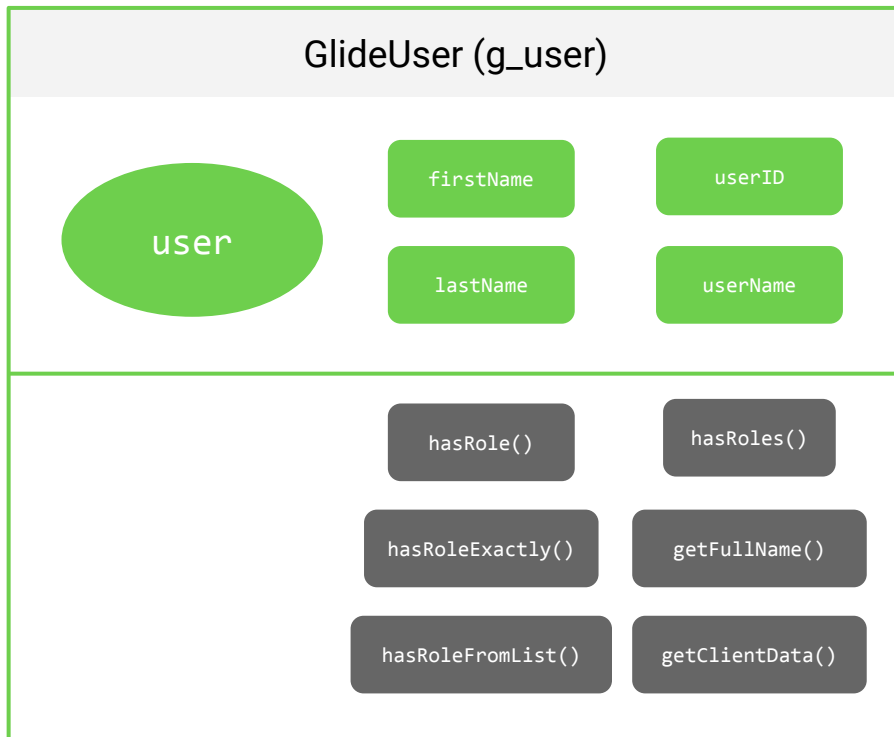 GlideUser (g_user)
user
firstName
userID
lastName
userName
hasRole()
hasRoles()
hasRoleExactly()
getFullName()
hasRoleFromList()
getClientData()